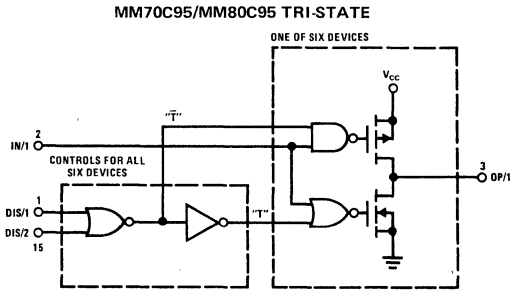 MM70C95/MM80C95 TRI-STATE
ONE OF SIX DEVICES
VCC
"T̅"
2
IN/1
CONTROLS FOR ALL
SIX DEVICES
3
OP/1
1
DIS/1
"T"
DIS/2
15